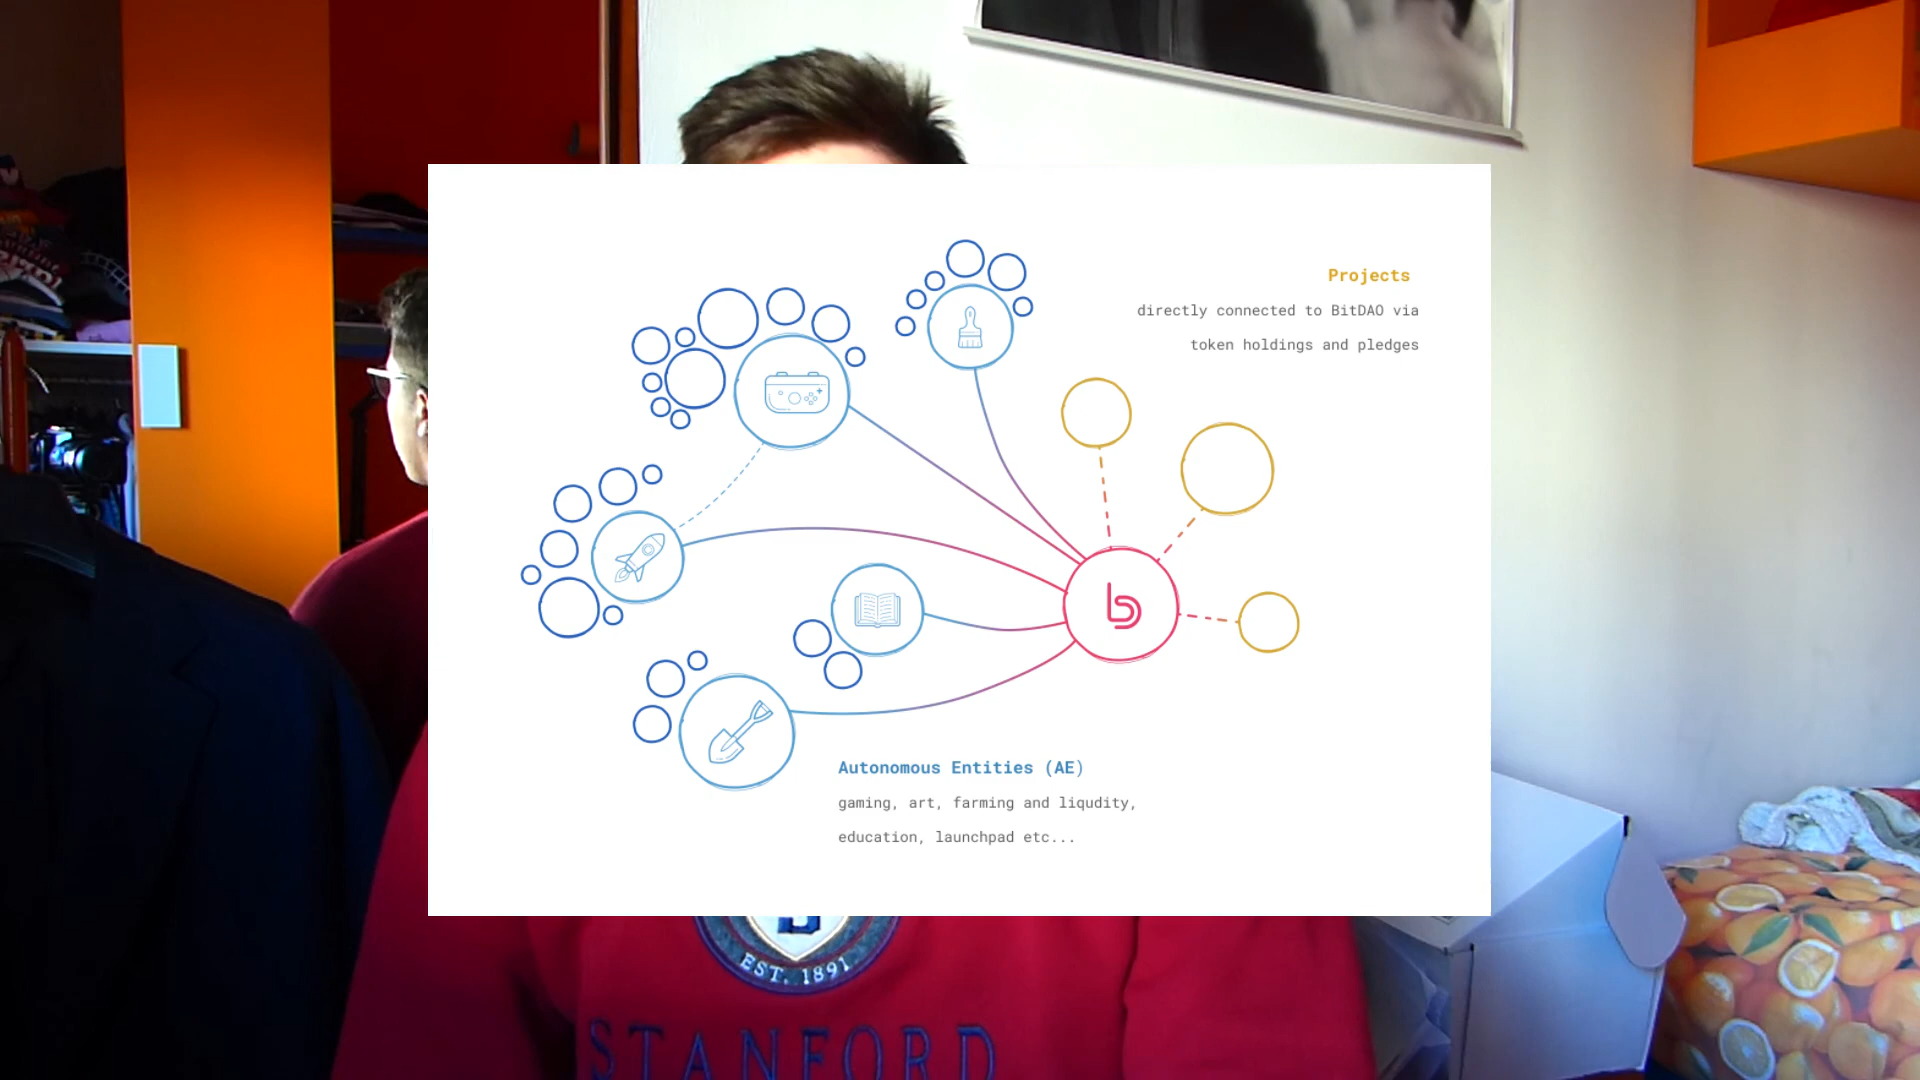 Projects
directly connected to BitDAO via
token holdings and pledges
Autonomous Entities (AE)
gaming, art, farming and liqudity,
education, launchpad etc...
EST. 1891
STANFORD